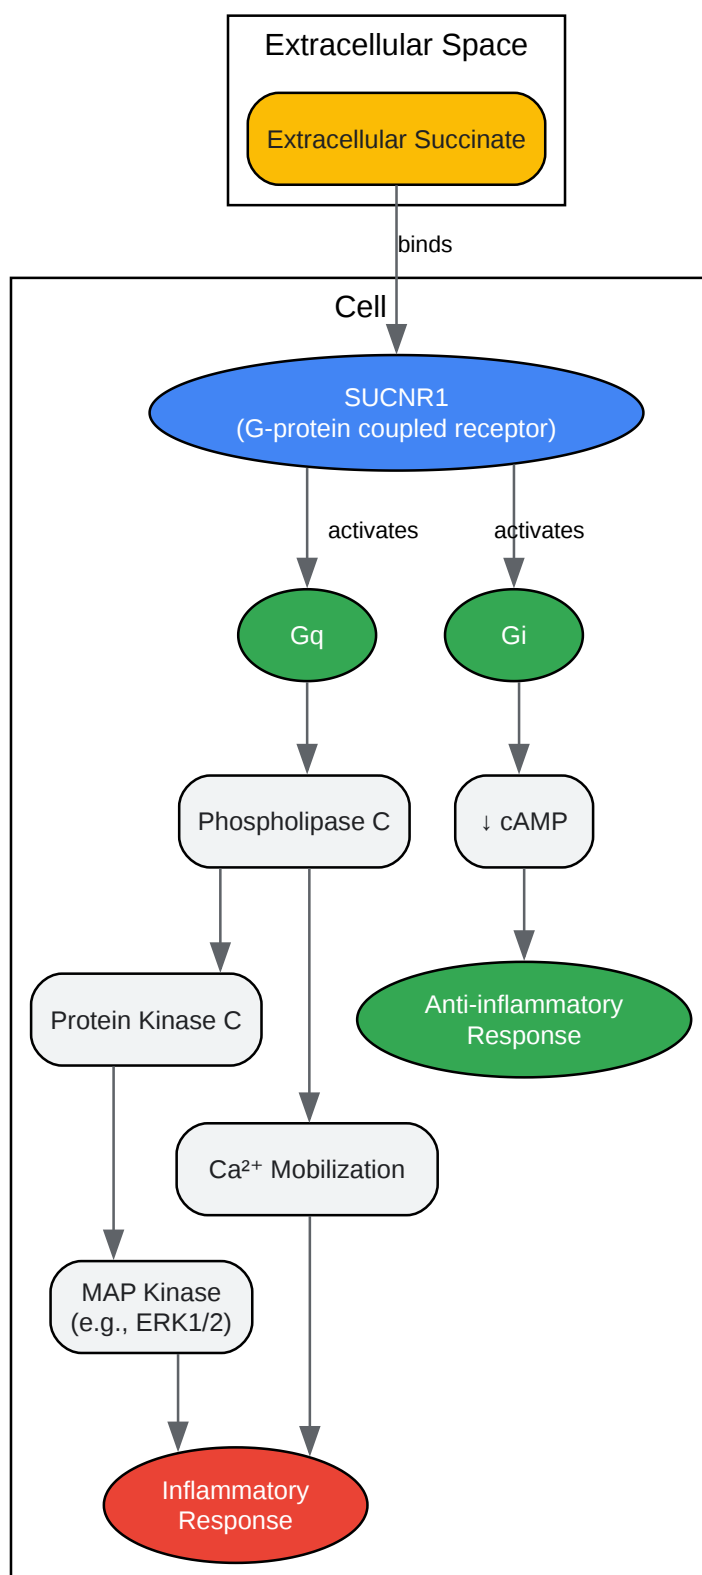 Extracellular Space
Extracellular Succinate
binds
Cell
SUCNR1
(G-protein coupled receptor)
activates
activates
Gq
Gi
Phospholipase C
↓ cAMP
Protein Kinase C
Anti-inflammatory
Response
Ca²⁺ Mobilization
MAP Kinase
(e.g., ERK1/2)
Inflammatory
Response